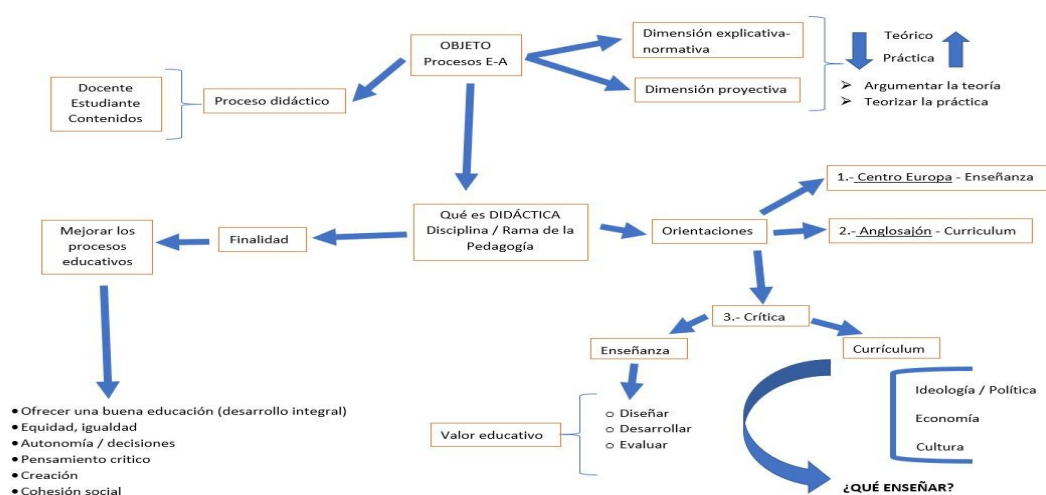 OBJETO
Procesos E-A
Dimensión explicativa-
normativa
Dimensión proyectiva
Teórico
Práctica
➢ Argumentar la teoría
➢ Teorizar la práctica
Docente
Estudiante
Contenidos
Proceso didáctico
Qué es DIDÁCTICA
Disciplina / Rama de la
Pedagogía
Finalidad
Mejorar los
procesos
educativos
• Ofrecer una buena educación (desarrollo integral)
• Equidad, igualdad
• Autonomía / decisiones
• Pensamiento critico
• Creación
• Cohesión social
Orientaciones
1.- Centro Europa - Enseñanza
2.- Anglosajón - Curriculum
3.- Crítica
Enseñanza
Valor educativo
o Diseñar
o Desarrollar
o Evaluar
Currículum
Ideología / Política
Economía
Cultura
¿QUÉ ENSEÑAR?